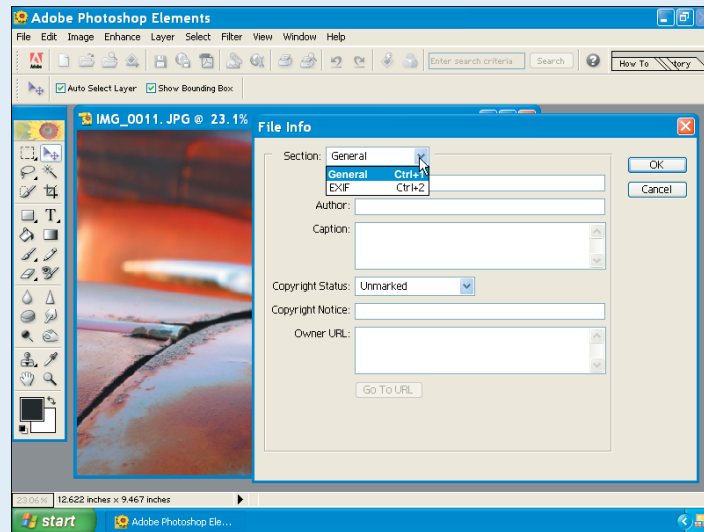 Adobe Photoshop Elements
File Edit Image Enhance Layer Select Filter View Window Help
Adobe
Enter search criteria Search ? How To tory
Auto Select Layer Show Bounding Box
IMG_0011.JPG @ 23.1%
File Info
Section: General
General Ctrl+1
EXIF Ctrl+2
OK
Cancel
Author:
Caption:
Copyright Status: Unmarked
Copyright Notice:
Owner URL:
Go To URL
T
23.06% 12.622 inches x 9.467 inches
start Adobe Photoshop Ele...